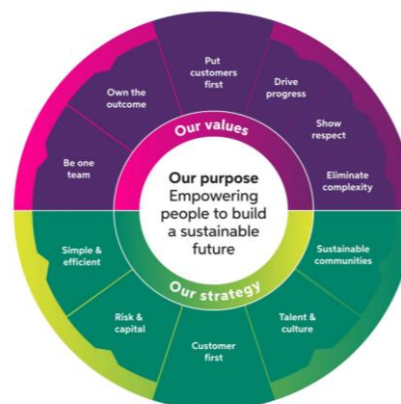 Put
customers
first
Own the
outcome
Drive
progress
Be one
team
Show
respect
Eliminate
complexity
Our values
Our purpose
Empowering
people to build
a sustainable
future
Our strategy
Simple &
efficient
Sustainable
communities
Risk &
capital
Talent &
culture
Customer
first